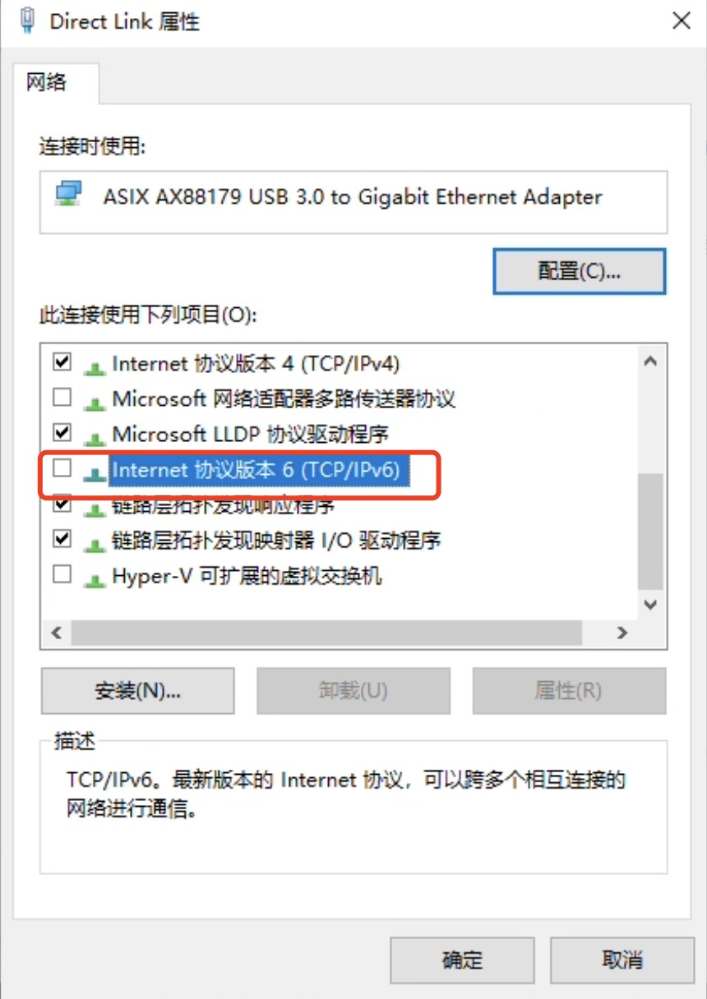 Direct Link 属性
网络
连接时使用:
ASIX AX88179 USB 3.0 to Gigabit Ethernet Adapter
配置(C)...
此连接使用下列项目(O):
Internet 协议版本 4 (TCP/IPv4)
Microsoft 网络适配器多路传送器协议
Microsoft LLDP 协议驱动程序
Internet 协议版本 6 (TCP/IPv6)
链路层拓扑发现响应程序
链路层拓扑发现映射器 I/O 驱动程序
Hyper-V 可扩展的虚拟交换机
安装(N)...
卸载(U)
属性(R)
描述
TCP/IPv6。最新版本的 Internet 协议，可以跨多个相互连接的
网络进行通信。
确定
取消